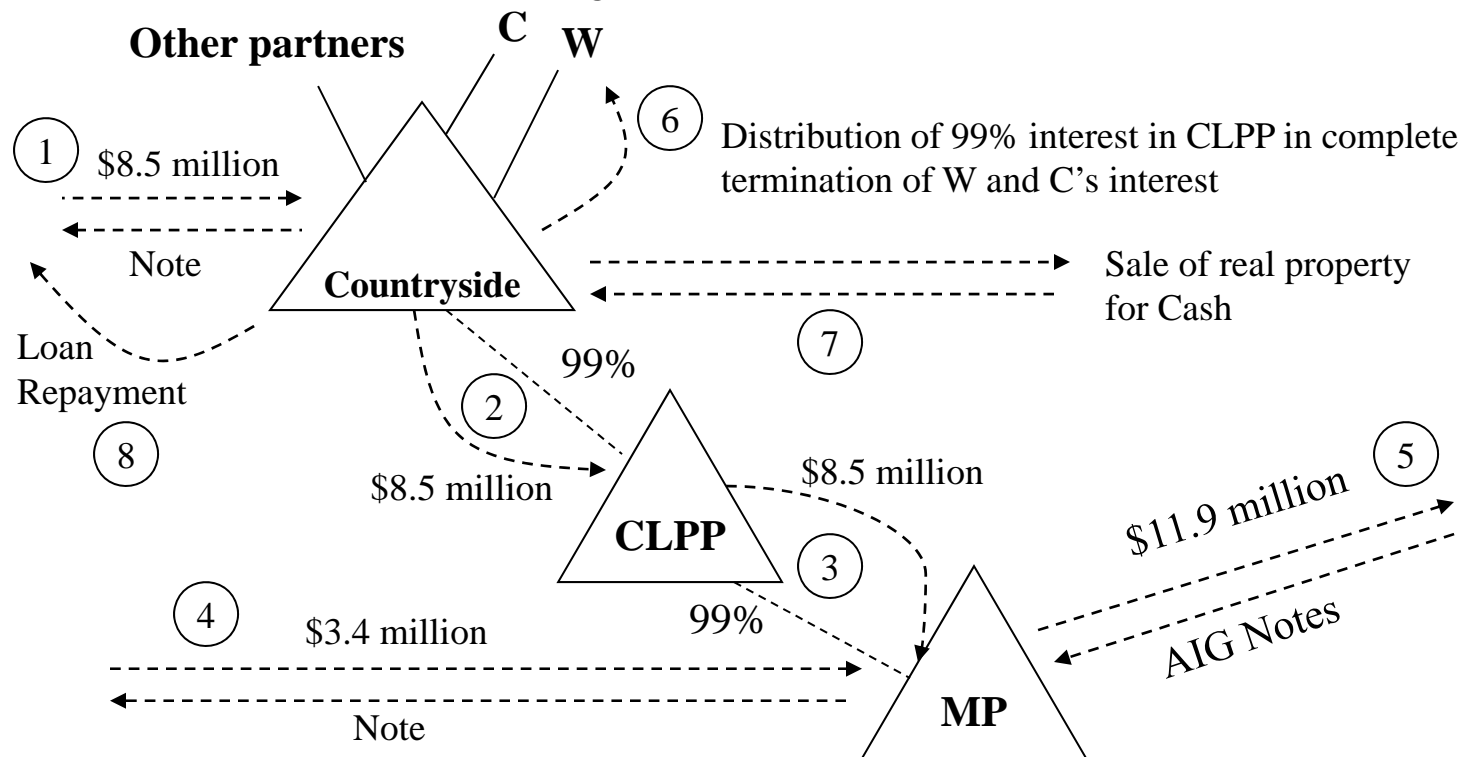 C
W
Other partners
6
Distribution of 99% interest in CLPP in complete
termination of W and C’s interest
1
$8.5 million
Note
Countryside
Sale of real property
for Cash
7
Loan
Repayment
8
99%
2
$8.5 million
$8.5 million
5
$11.9 million
AIG Notes
CLPP
3
4
$3.4 million
99%
Note
MP